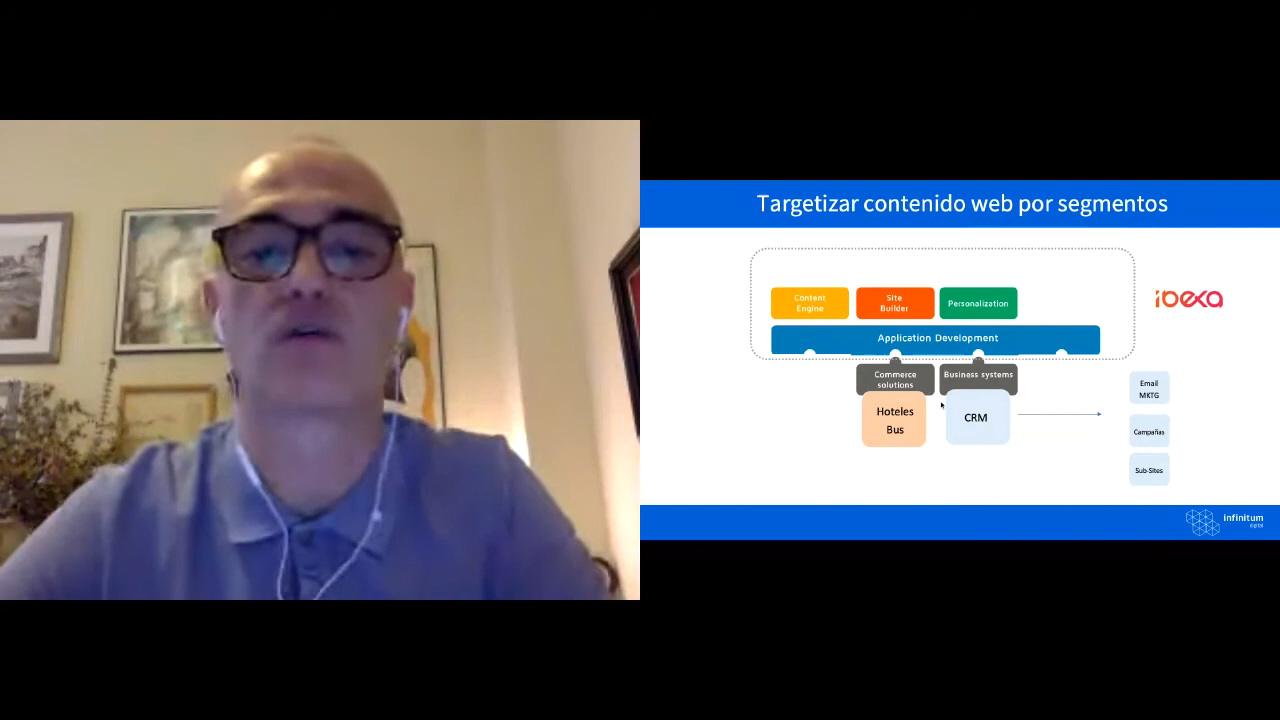 Targetizar contenido web por segmentos
Content
Engine
Site
Builder
Personalization
ibexa
Application Development
Commerce
solutions
Business systems
Hoteles
Bus
CRM
Email
MKTG
Campañas
Sub-Sites
infinitum
digital